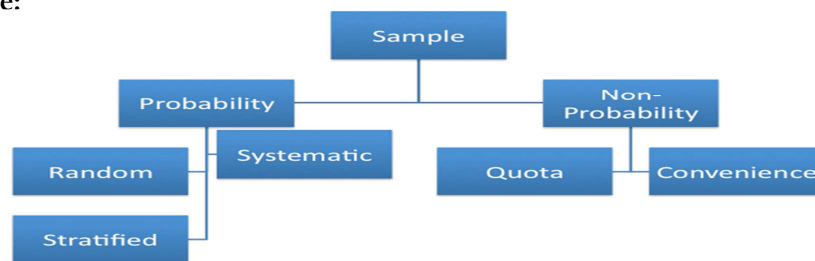 e:
Sample
Probability
Non-
Probability
Systematic
Random
Quota
Convenience
Stratified